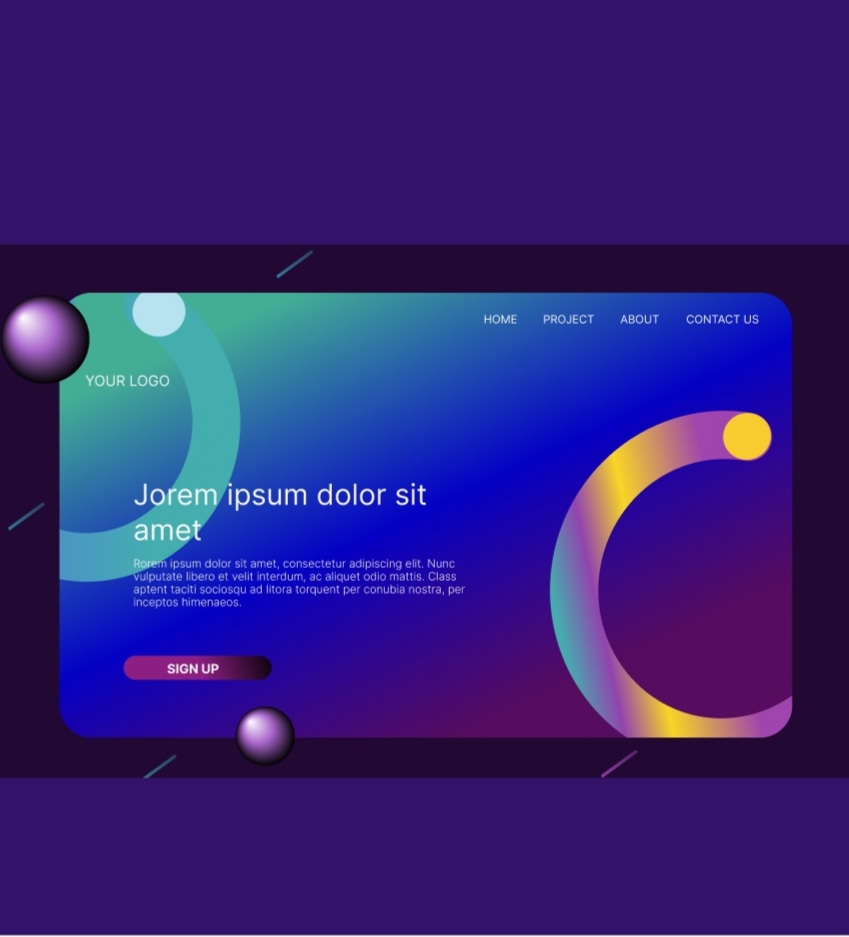 HOME PROJECT ABOUT CONTACT US
YOUR LOGO
Jorem ipsum dolor sit
amet
Rorem ipsum dolor sit amet, consectetur adipiscing elit. Nunc
vulputate libero et velit interdum, ac aliquet odio mattis. Class
aptent taciti sociosqu ad litora torquent per conubia nostra, per
inceptos himenaeos.
SIGN UP